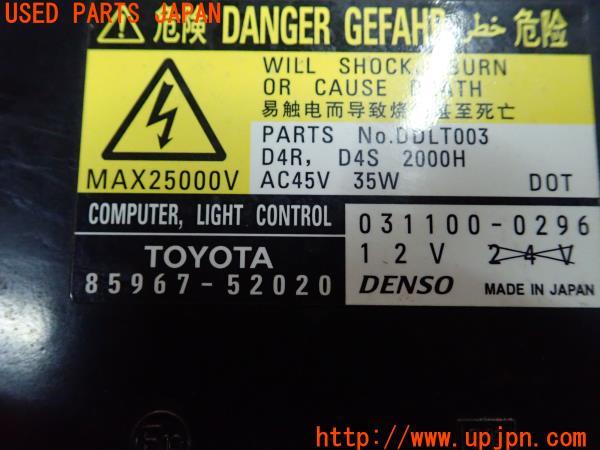 USED PARTS JAPAN
危険 DANGER GEFAHR خطر 危险
WILL SHOCK, BURN
OR CAUSE DEATH
易触电而导致烧伤甚至死亡
PARTS No.DDLT003
D4R, D4S 2000H
MAX25000V
AC45V 35W DOT
COMPUTER, LIGHT CONTROL
031100-0296
TOYOTA
12V 24V
85967-52020
DENSO MADE IN JAPAN
UPJ
http://www.upjpn.com